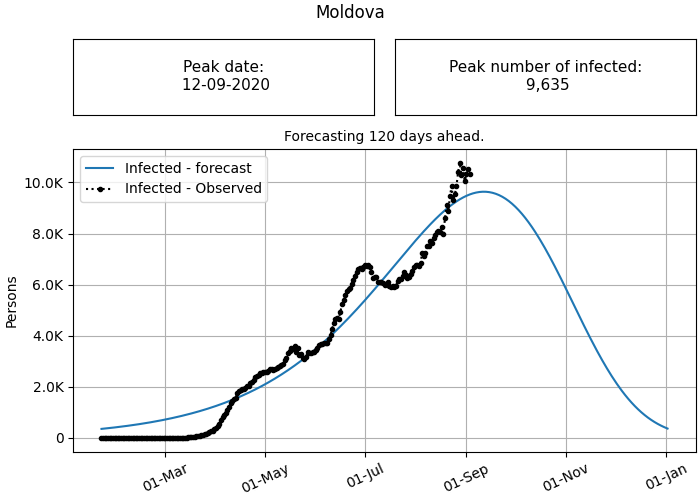 Moldova
Peak date:
12-09-2020
Peak number of infected:
9,635
Forecasting 120 days ahead.
Infected - forecast
Infected - Observed
10.0K
8.0K
6.0K
4.0K
2.0K
0
Persons
01-Mar
01-May
01-Jul
01-Sep
01-Nov
01-Jan